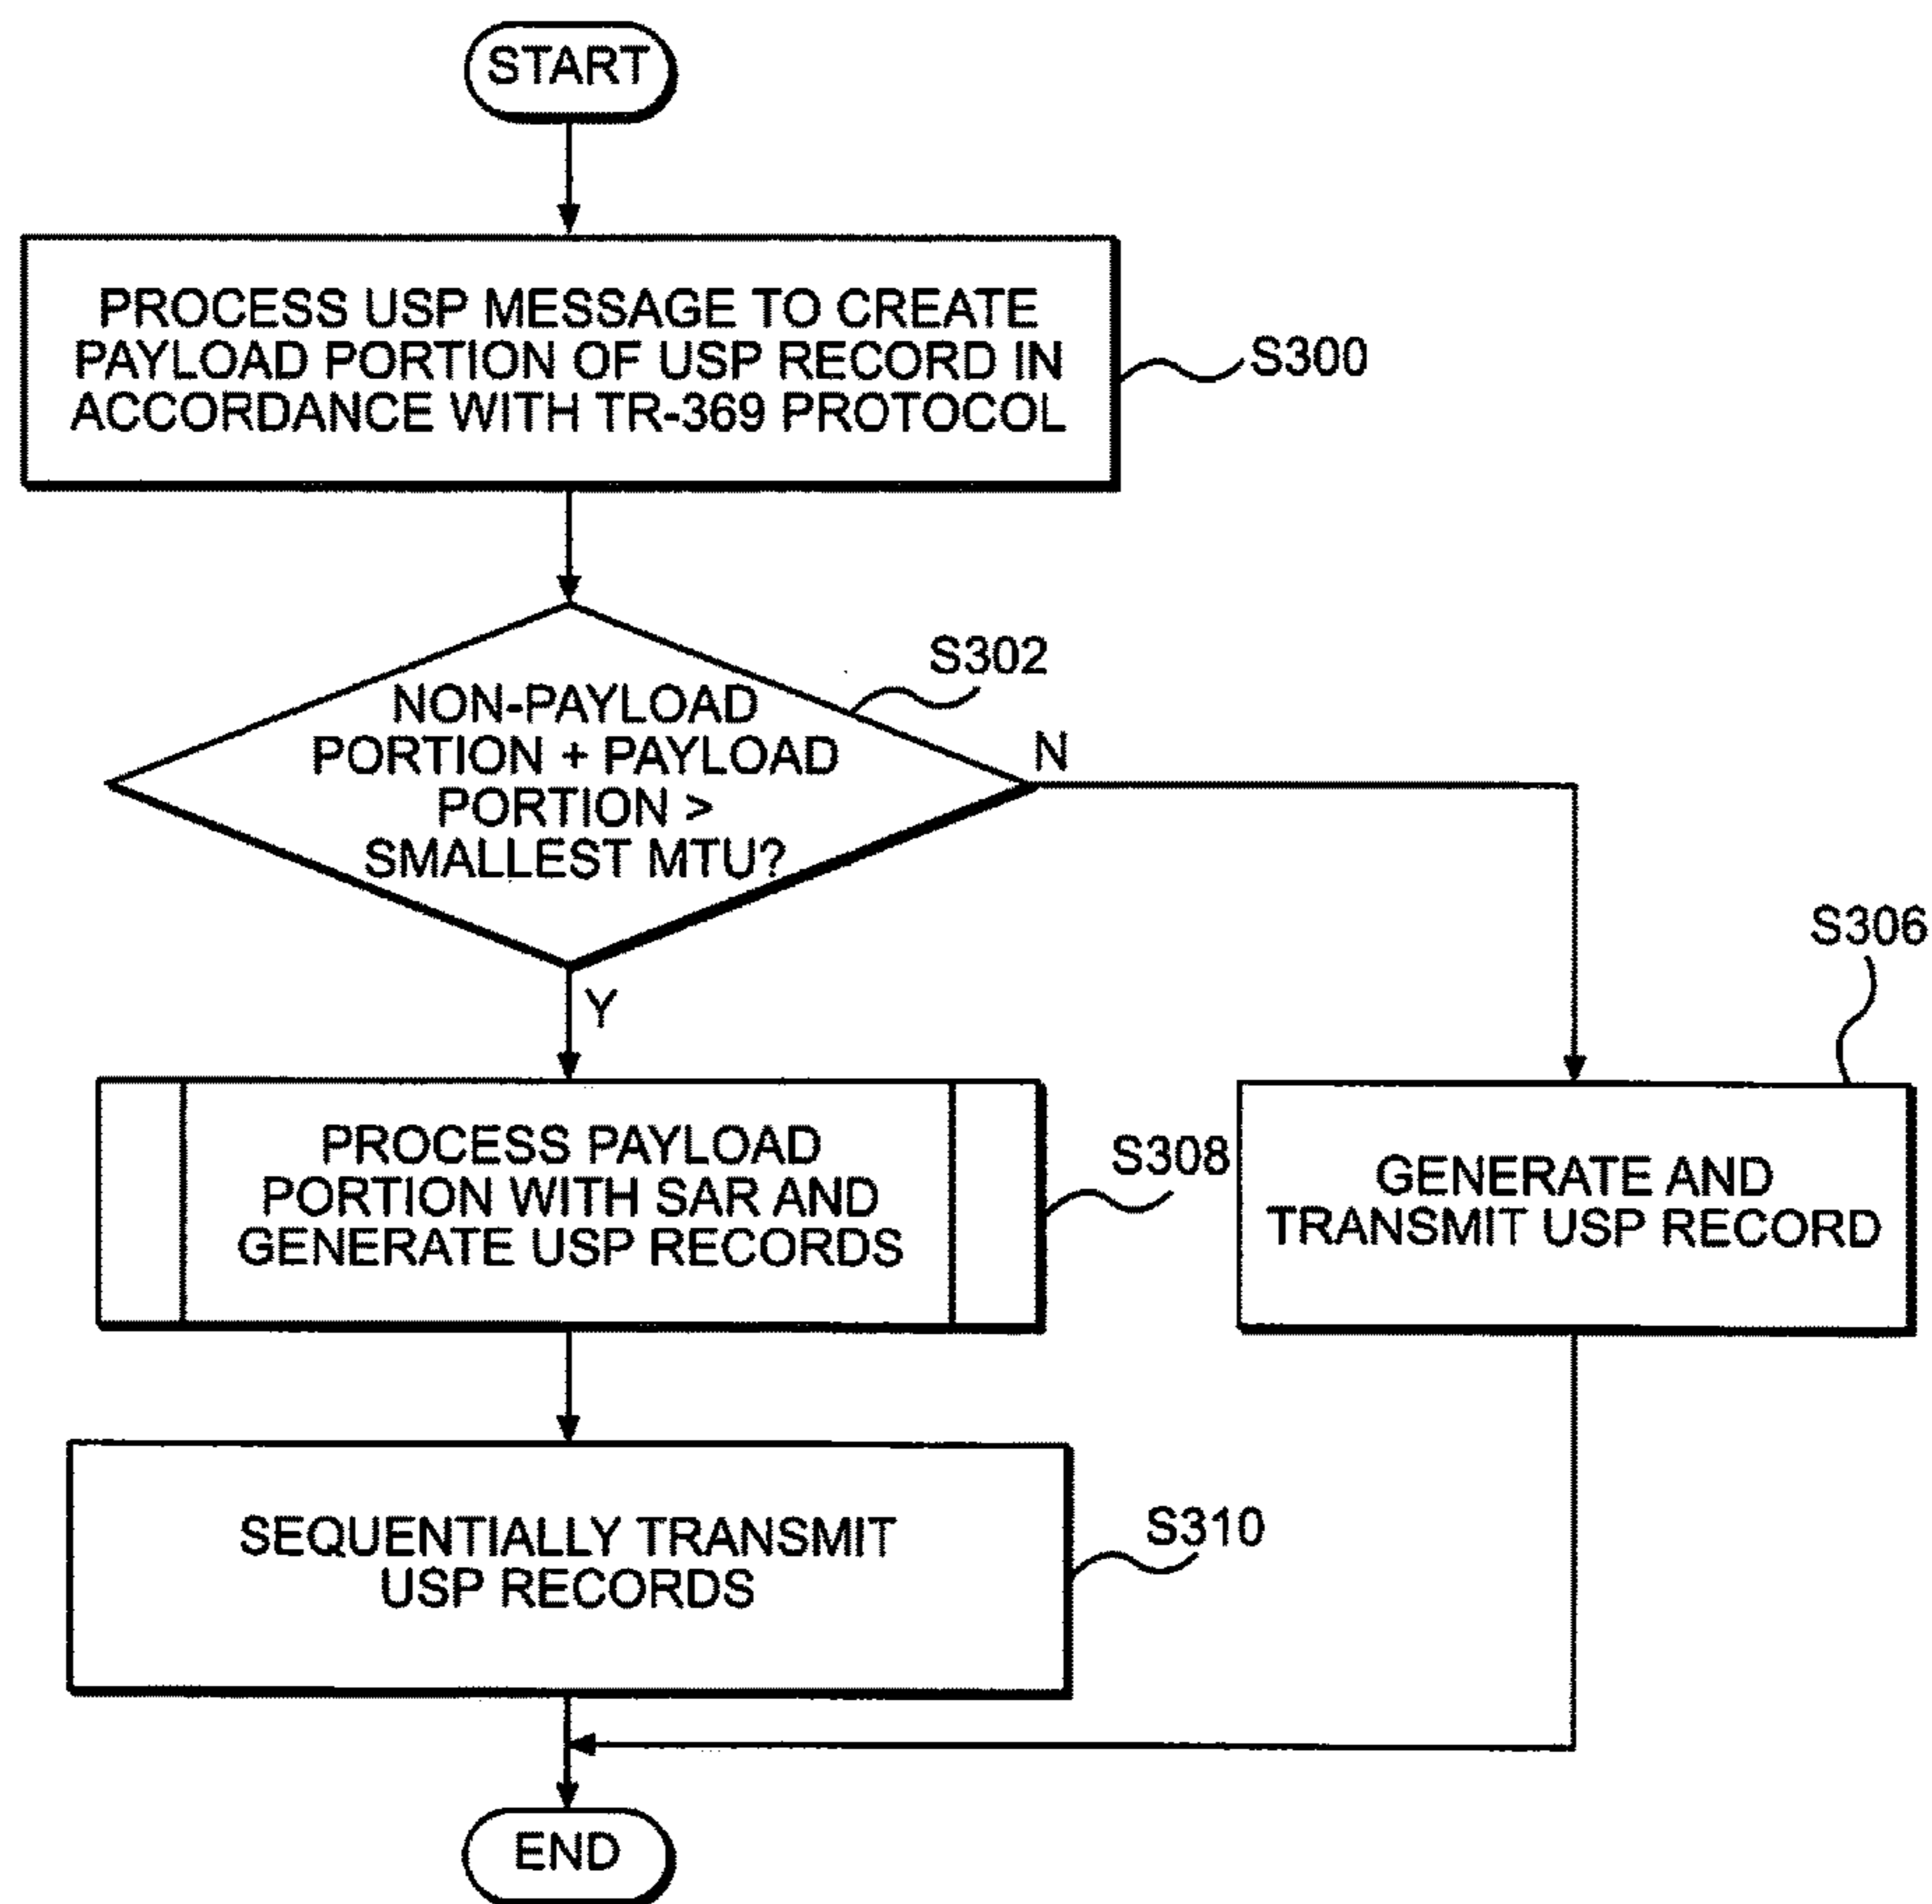 START
PROCESS USP MESSAGE TO CREATE
PAYLOAD PORTION OF USP RECORD IN
ACCORDANCE WITH TR-369 PROTOCOL
S300
S302
NON-PAYLOAD
PORTION + PAYLOAD
PORTION >
SMALLEST MTU?
N
Y
S306
PROCESS PAYLOAD
PORTION WITH SAR AND
GENERATE USP RECORDS
S308
GENERATE AND
TRANSMIT USP RECORD
SEQUENTIALLY TRANSMIT
USP RECORDS
S310
END